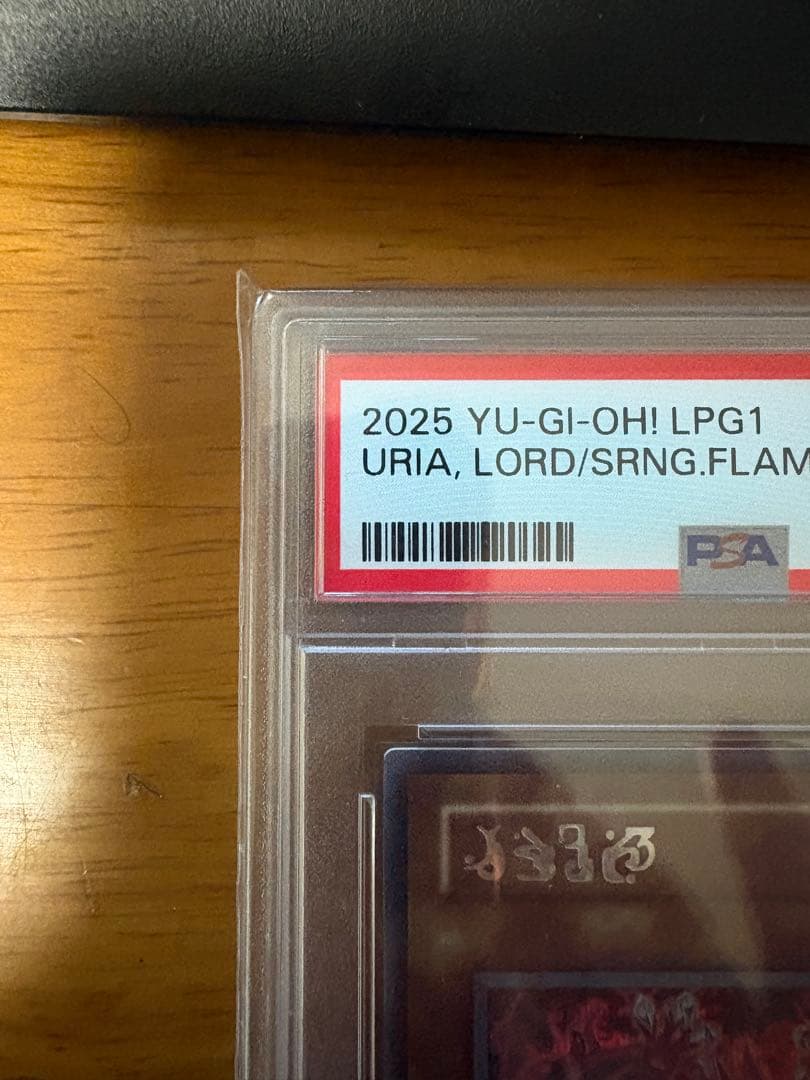 2025 YU-GI-OH! LPG1
URIA, LORD/SRNG.FLAM
PSA